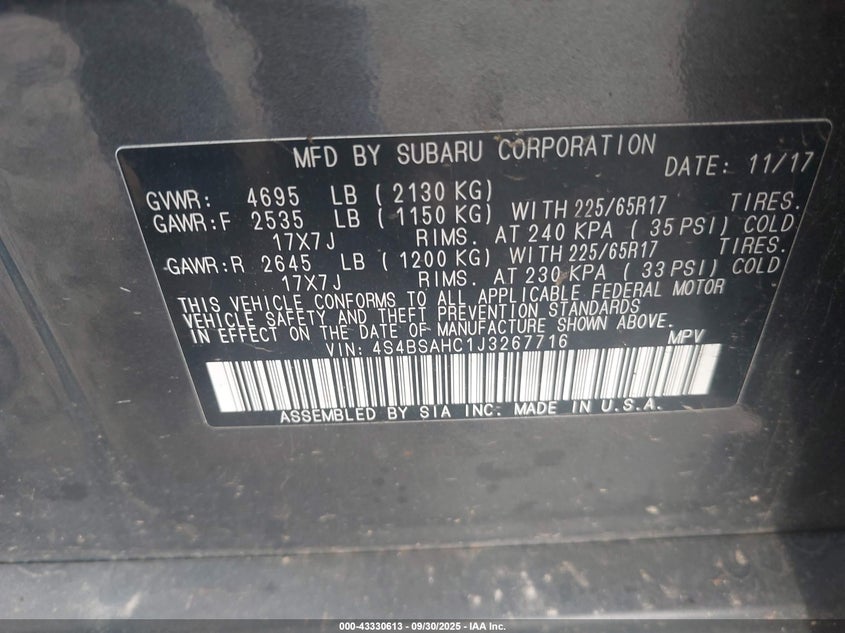 MFD BY SUBARU CORPORATION
DATE: 11/17
GVWR: 4695 LB ( 2130 KG)
GAWR:F 2535 LB ( 1150 KG) WITH 225/65R17 TIRES.
17X7J RIMS. AT 240 KPA ( 35 PSI) COLD
GAWR:R 2645 LB ( 1200 KG) WITH 225/65R17 TIRES.
17X7J RIMS. AT 230 KPA ( 33 PSI) COLD
THIS VEHICLE CONFORMS TO ALL APPLICABLE FEDERAL MOTOR
VEHICLE SAFETY AND THEFT PREVENTION STANDARDS
IN EFFECT ON THE DATE OF MANUFACTURE SHOWN ABOVE.
VIN: 4S4BSAHC1J3267716 MPV
ASSEMBLED BY SIA INC. MADE IN U.S.A.
000-43330613 - 09/30/2025 - IAA Inc.